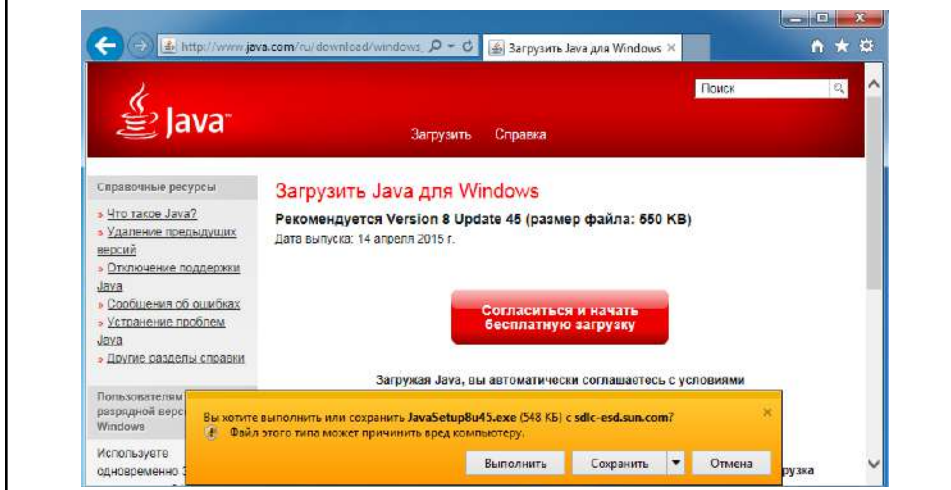 http://www.java.com/ru/download/windows_
Загрузить Java для Windows
Java
Поиск
Загрузить Справка
Справочные ресурсы
» Что такое Java?
» Удаление предыдущих
версий
» Отключение поддержки
Java
» Сообщения об ошибках
» Устранение проблем
Java
» Другие разделы справки
Пользователям
разрядной верс
Windows
Используете
одновременно
Загрузить Java для Windows
Рекомендуется Version 8 Update 45 (размер файла: 550 KB)
Дата выпуска: 14 апреля 2015 г.
Согласиться и начать
бесплатную загрузку
Загружая Java, вы автоматически соглашаетесь с условиями
Вы хотите выполнить или сохранить JavaSetup8u45.exe (548 КБ) с sdlc-esd.sun.com?
Файл этого типа может причинить вред компьютеру.
Выполнить Сохранить Отмена
рузка